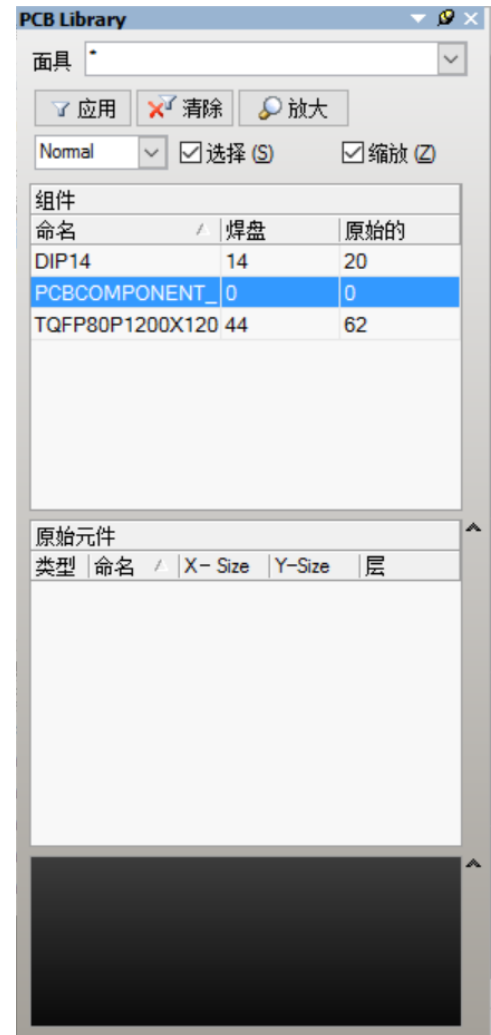 PCB Library
面具 *
应用 清除 放大
Normal 选择 (S) 缩放 (Z)
组件
命名 焊盘 原始的
DIP14 14 20
PCBCOMPONENT_ 0 0
TQFP80P1200X120 44 62
原始元件
类型 命名 X- Size Y-Size 层